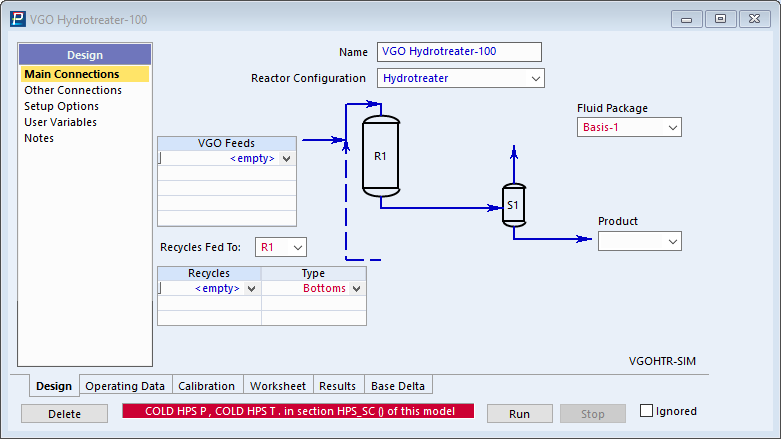 VGO Hydrotreater-100
Design
Main Connections
Other Connections
Setup Options
User Variables
Notes
Name VGO Hydrotreater-100
Reactor Configuration Hydrotreater
Fluid Package
Basis-1
VGO Feeds
<empty>
R1
S1
Product
Recycles Fed To: R1
Recycles Type
<empty> Bottoms
VGOHTR-SIM
Design Operating Data Calibration Worksheet Results Base Delta
Delete COLD HPS P , COLD HPS T . in section HPS_SC () of this model Run Stop Ignored